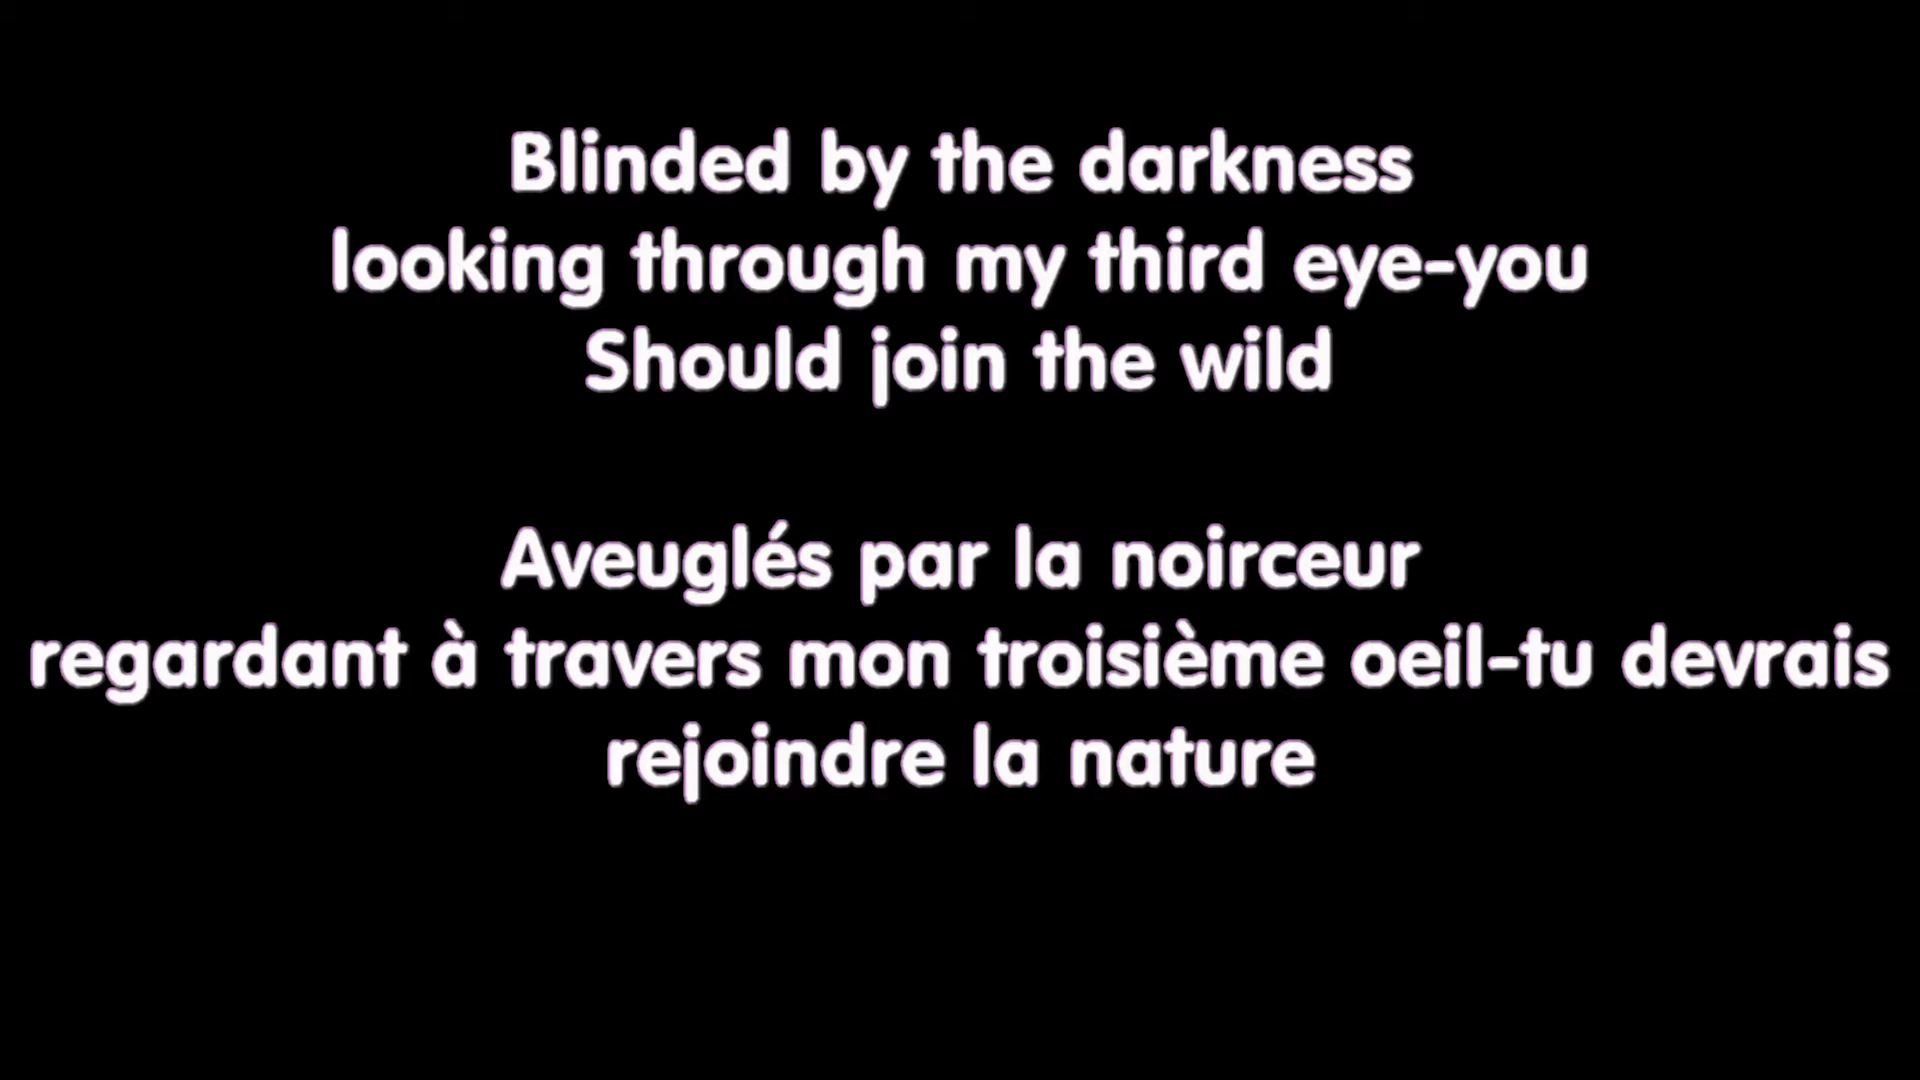 Blinded by the darkness
looking through my third eye-you
Should join the wild
Aveuglés par la noirceur
regardant à travers mon troisième oeil-tu devrais
rejoindre la nature